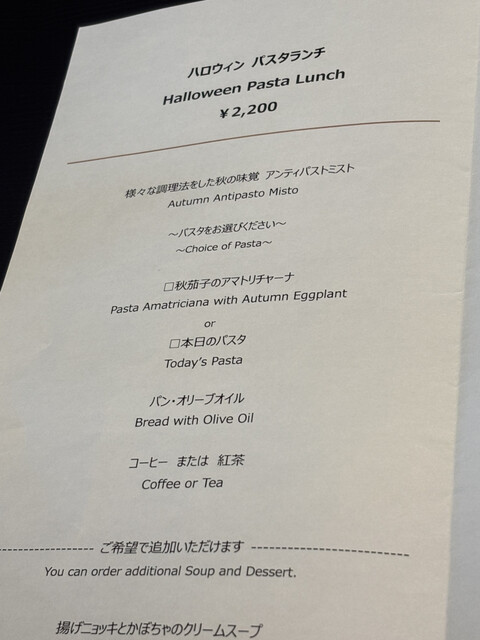 ハロウィン パスタランチ
Halloween Pasta Lunch
￥2,200
様々な調理法をした秋の味覚 アンティパストミスト
Autumn Antipasto Misto
～パスタをお選びください～
~Choice of Pasta~
□秋茄子のアマトリチャーナ
Pasta Amatriciana with Autumn Eggplant
or
□本日のパスタ
Today's Pasta
パン・オリーブオイル
Bread with Olive Oil
コーヒー または 紅茶
Coffee or Tea
ご希望で追加いただけます
You can order additional Soup and Dessert.
揚げニョッキとかぼちゃのクリームスープ